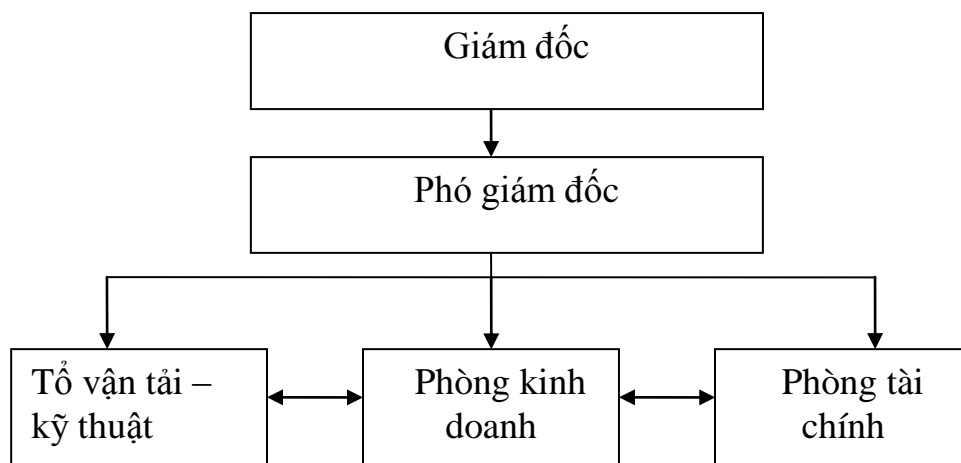 Giám đốc
Phó giám đốc
Tổ vận tải –
kỹ thuật
Phòng kinh
doanh
Phòng tài
chính